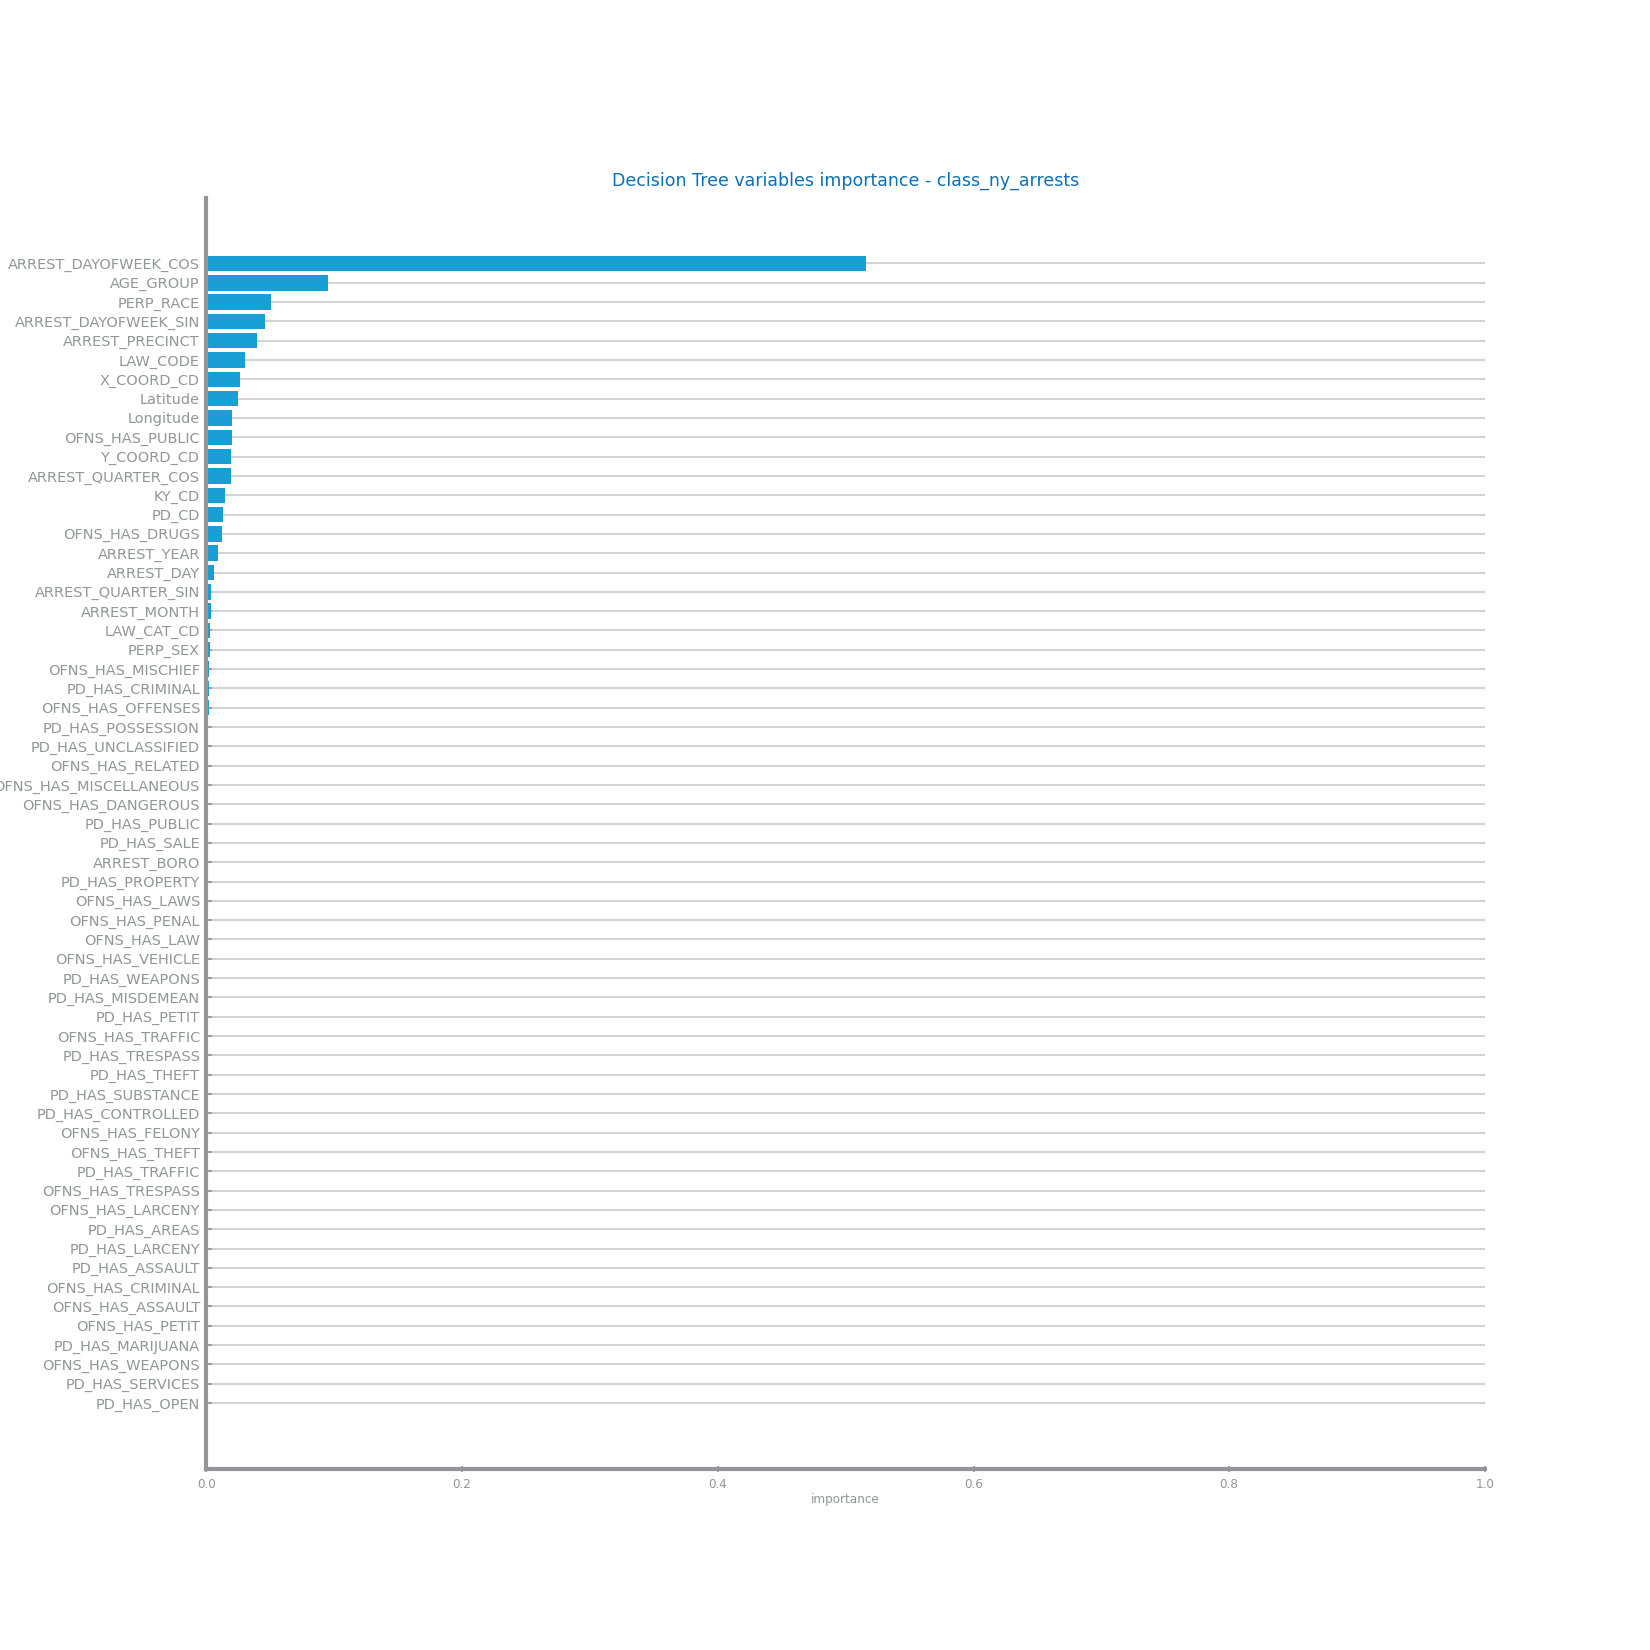 Decision Tree variables importance - class_ny_arrests
ARREST_DAYOFWEEK_COS
AGE_GROUP
PERP_RACE
ARREST_DAYOFWEEK_SIN
ARREST_PRECINCT
LAW_CODE
X_COORD_CD
Latitude
Longitude
OFNS_HAS_PUBLIC
Y_COORD_CD
ARREST_QUARTER_COS
KY_CD
PD_CD
OFNS_HAS_DRUGS
ARREST_YEAR
ARREST_DAY
ARREST_QUARTER_SIN
ARREST_MONTH
LAW_CAT_CD
PERP_SEX
OFNS_HAS_MISCHIEF
PD_HAS_CRIMINAL
OFNS_HAS_OFFENSES
PD_HAS_POSSESSION
PD_HAS_UNCLASSIFIED
OFNS_HAS_RELATED
OFNS_HAS_MISCELLANEOUS
OFNS_HAS_DANGEROUS
PD_HAS_PUBLIC
PD_HAS_SALE
ARREST_BORO
PD_HAS_PROPERTY
OFNS_HAS_LAWS
OFNS_HAS_PENAL
OFNS_HAS_LAW
OFNS_HAS_VEHICLE
PD_HAS_WEAPONS
PD_HAS_MISDEMEAN
PD_HAS_PETIT
OFNS_HAS_TRAFFIC
PD_HAS_TRESPASS
PD_HAS_THEFT
PD_HAS_SUBSTANCE
PD_HAS_CONTROLLED
OFNS_HAS_FELONY
OFNS_HAS_THEFT
PD_HAS_TRAFFIC
OFNS_HAS_TRESPASS
OFNS_HAS_LARCENY
PD_HAS_AREAS
PD_HAS_LARCENY
PD_HAS_ASSAULT
OFNS_HAS_CRIMINAL
OFNS_HAS_ASSAULT
OFNS_HAS_PETIT
PD_HAS_MARIJUANA
OFNS_HAS_WEAPONS
PD_HAS_SERVICES
PD_HAS_OPEN
0.0 0.2 0.4 0.6 0.8 1.0
importance